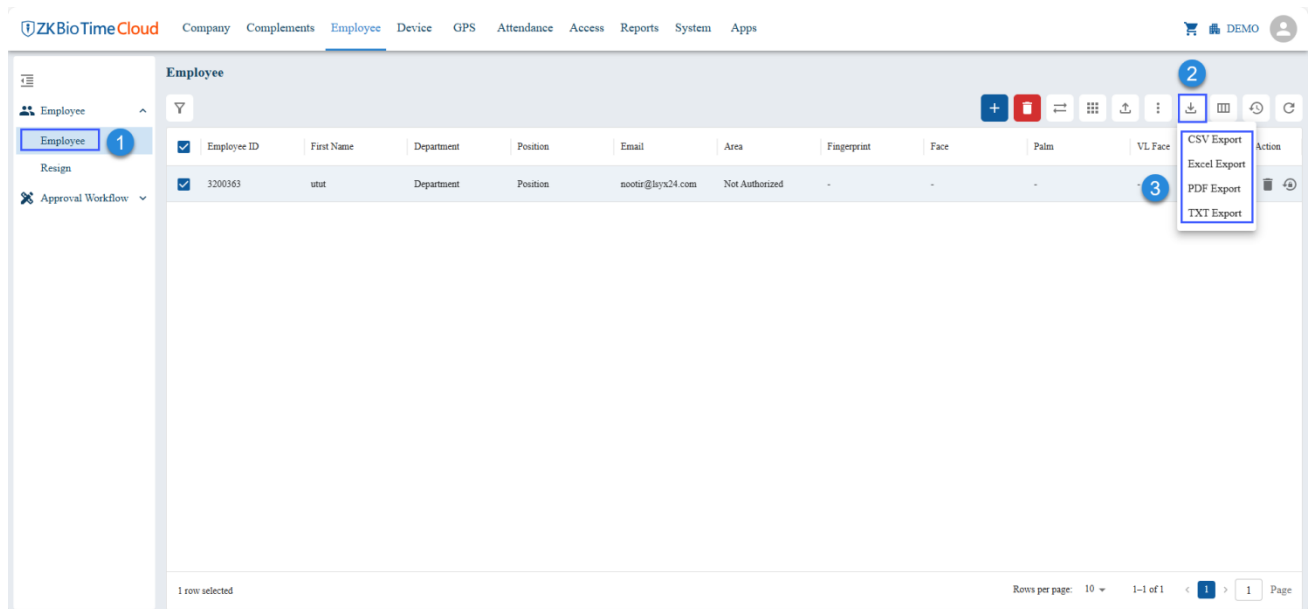 ZKBioTime Cloud Company Complements Employee Device GPS Attendance Access Reports System Apps DEMO
Employee
2
Employee
Employee 1
Resign
Approval Workflow
Employee ID First Name Department Position Email Area Fingerprint Face Palm VL Face Action
3200363 utut Department Position nootir@lsyx24.com Not Authorized - - - -
CSV Export
Excel Export
3 PDF Export
TXT Export
1 row selected Rows per page: 10 1–1 of 1 < 1 > 1 Page